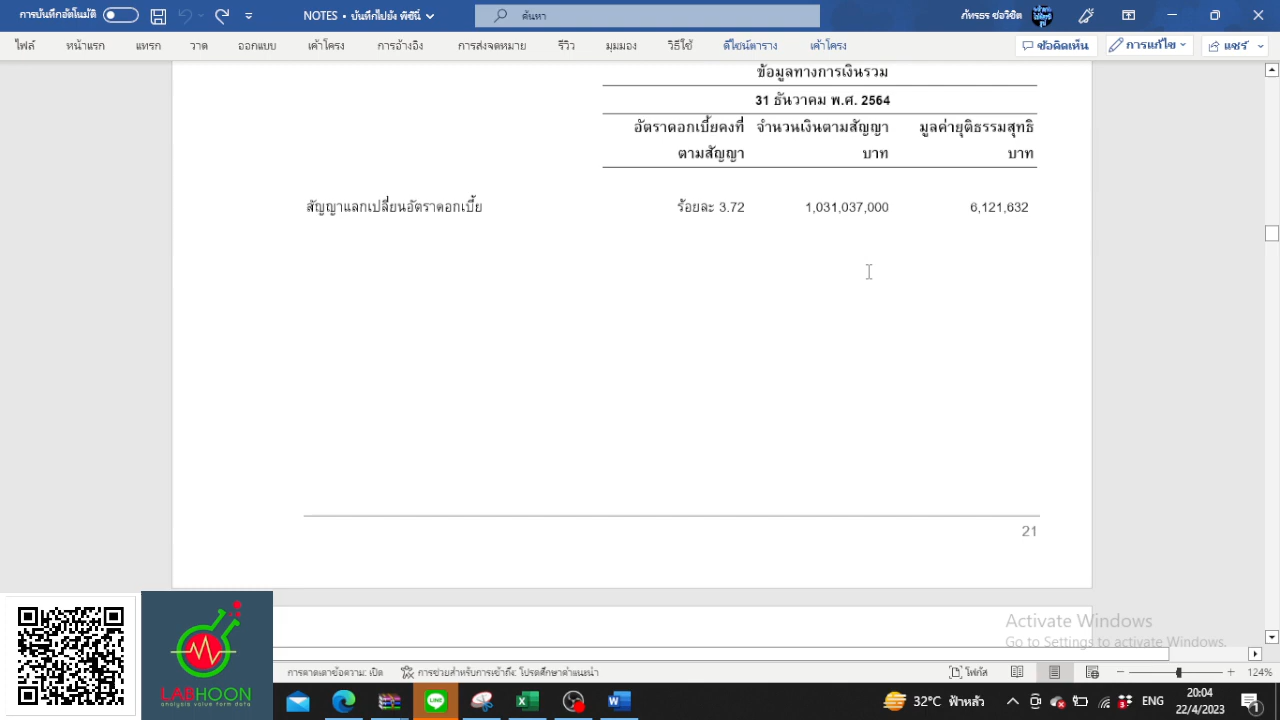 การบันทึกอัตโนมัติ
NOTES - บันทึกไปยัง พีซีนี้
ค้นหา
ภัทรธร ช่อวิชิต
ไฟล์ หน้าแรก แทรก วาด ออกแบบ เค้าโครง การอ้างอิง การส่งจดหมาย รีวิว มุมมอง วิธีใช้ ดีไซน์ตาราง เค้าโครง
ข้อคิดเห็น การแก้ไข แชร์
ข้อมูลทางการเงินรวม
31 ธันวาคม พ.ศ. 2564
อัตราดอกเบี้ยคงที่ จำนวนเงินตามสัญญา มูลค่ายุติธรรมสุทธิ
ตามสัญญา บาท บาท
สัญญาแลกเปลี่ยนอัตราดอกเบี้ย ร้อยละ 3.72 1,031,037,000 6,121,632
21
Activate Windows
Go to Settings to activate Windows.
LABHOON
analysis value form data
การคาดเดาข้อความ: เปิด การช่วยสำหรับการเข้าถึง: โปรดศึกษาคำแนะนำ
โฟกัส 124%
32°C ฟ้าหลัว
ENG
20:04
22/4/2023